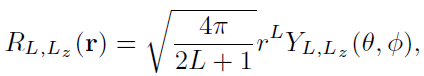 R_{L,L_z}(\mathbf{r}) = \sqrt{\frac{4\pi}{2L+1}} r^L Y_{L,L_z}(\theta, \phi),